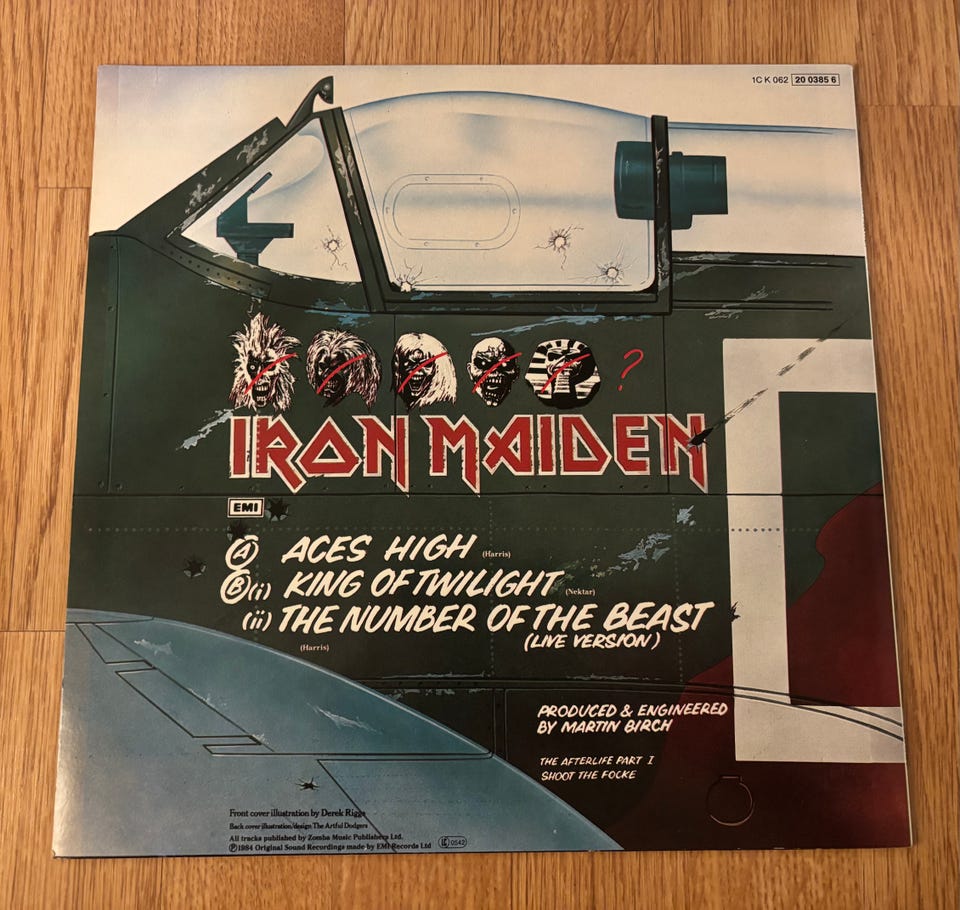 1C K 062 20 0385 6
?
IRON MAIDEN
EMI
A ACES HIGH (Harris)
B (i) KING OF TWILIGHT (Nektar)
(ii) THE NUMBER OF THE BEAST
(LIVE VERSION)
(Harris)
PRODUCED & ENGINEERED
BY MARTIN BIRCH
THE AFTERLIFE PART I
SHOOT THE FOCKE
Front cover illustration by Derek Riggs
Back cover illustration/design The Artful Dodgers
All tracks published by Zomba Music Publishers Ltd.
℗1984 Original Sound Recordings made by EMI Records Ltd LC 0542